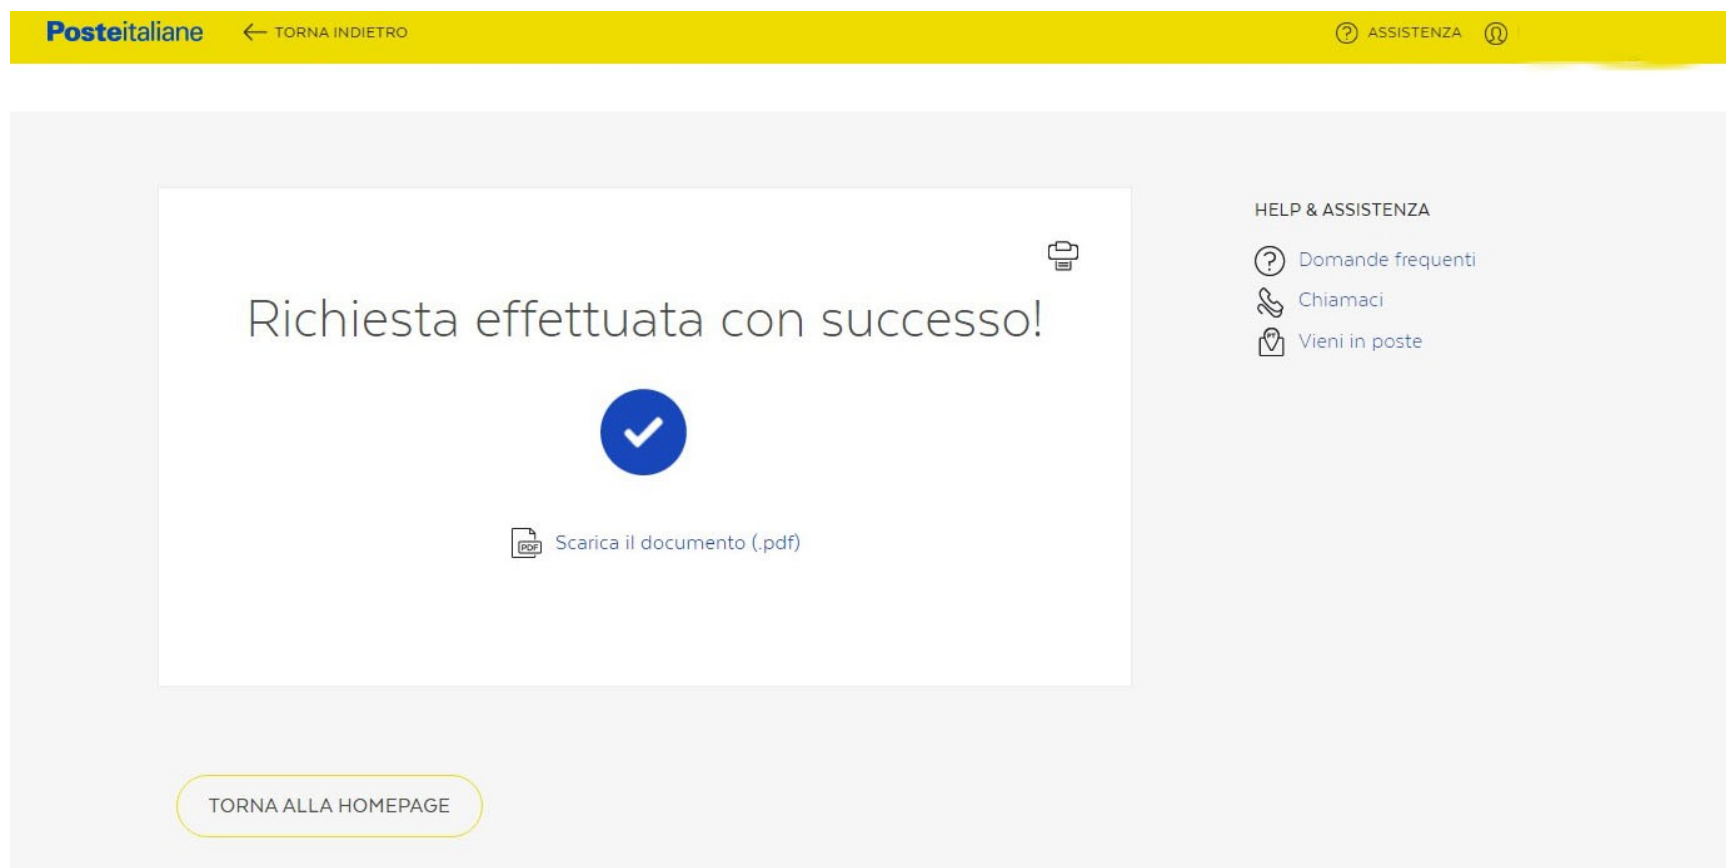 Posteitaliane
TORNA INDIETRO
ASSISTENZA
Richiesta effettuata con successo!
PDF
Scarica il documento (.pdf)
HELP & ASSISTENZA
Domande frequenti
Chiamaci
PT
Vieni in poste
TORNA ALLA HOMEPAGE